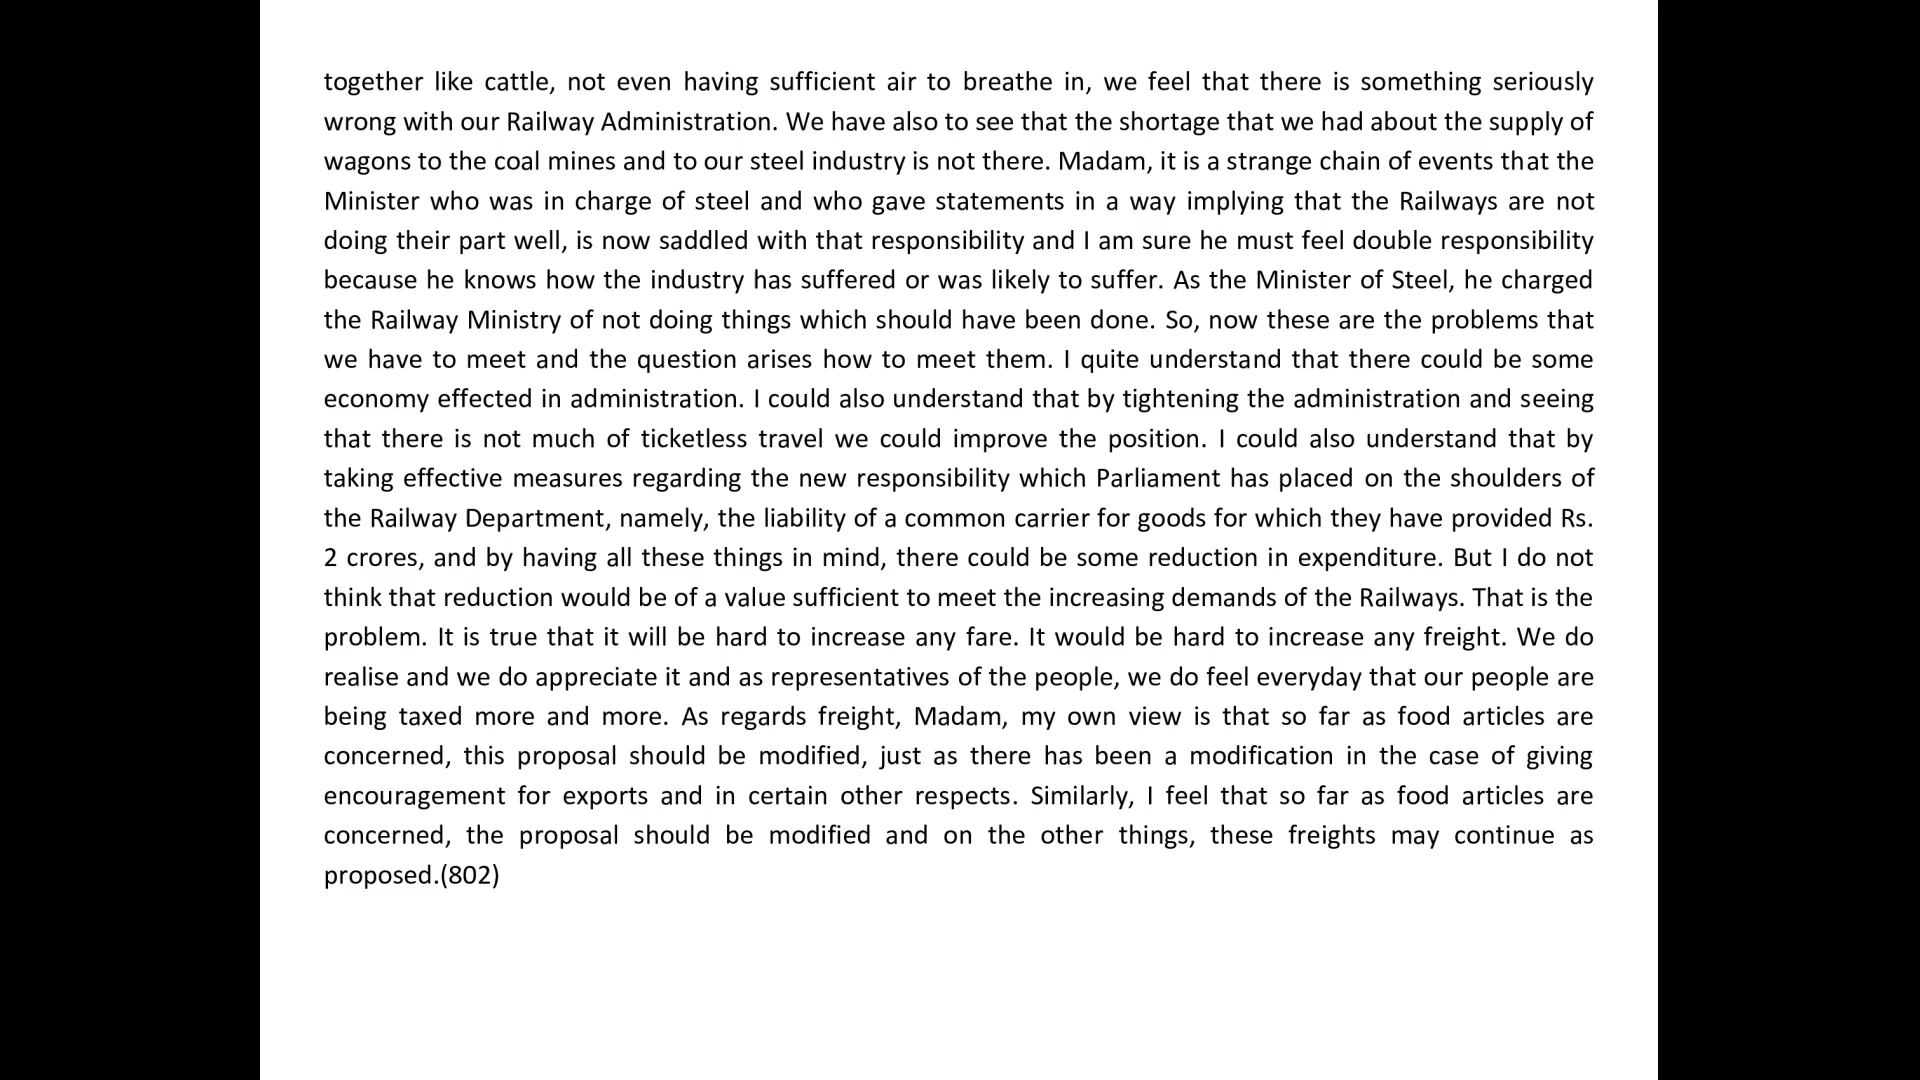 together like cattle, not even having sufficient air to breathe in, we feel that there is something seriously
wrong with our Railway Administration. We have also to see that the shortage that we had about the supply of
wagons to the coal mines and to our steel industry is not there. Madam, it is a strange chain of events that the
Minister who was in charge of steel and who gave statements in a way implying that the Railways are not
doing their part well, is now saddled with that responsibility and I am sure he must feel double responsibility
because he knows how the industry has suffered or was likely to suffer. As the Minister of Steel, he charged
the Railway Ministry of not doing things which should have been done. So, now these are the problems that
we have to meet and the question arises how to meet them. I quite understand that there could be some
economy effected in administration. I could also understand that by tightening the administration and seeing
that there is not much of ticketless travel we could improve the position. I could also understand that by
taking effective measures regarding the new responsibility which Parliament has placed on the shoulders of
the Railway Department, namely, the liability of a common carrier for goods for which they have provided Rs.
2 crores, and by having all these things in mind, there could be some reduction in expenditure. But I do not
think that reduction would be of a value sufficient to meet the increasing demands of the Railways. That is the
problem. It is true that it will be hard to increase any fare. It would be hard to increase any freight. We do
realise and we do appreciate it and as representatives of the people, we do feel everyday that our people are
being taxed more and more. As regards freight, Madam, my own view is that so far as food articles are
concerned, this proposal should be modified, just as there has been a modification in the case of giving
encouragement for exports and in certain other respects. Similarly, I feel that so far as food articles are
concerned, the proposal should be modified and on the other things, these freights may continue as
proposed.(802)